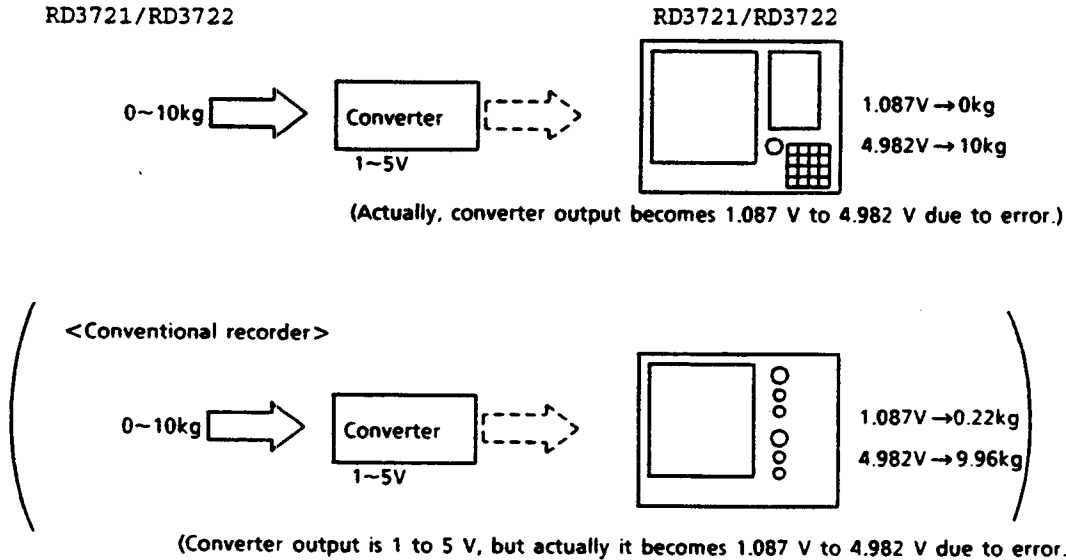 RD3721/RD3722
RD3721/RD3722
0~10kg
Converter
1~5V
1.087V→0kg
4.982V→10kg
(Actually, converter output becomes 1.087 V to 4.982 V due to error.)
<Conventional recorder>
0~10kg
Converter
1~5V
1.087V→0.22kg
4.982V→9.96kg
(Converter output is 1 to 5 V, but actually it becomes 1.087 V to 4.982 V due to error.